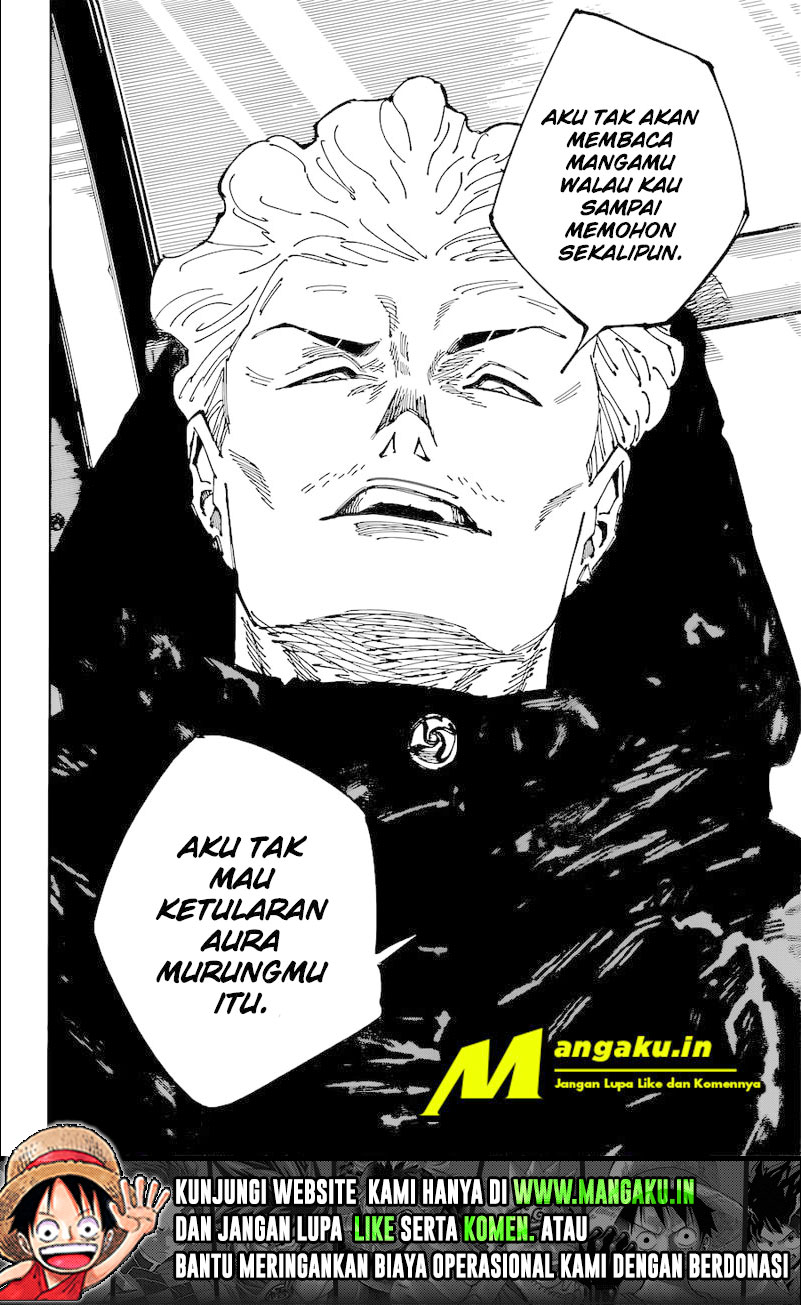 AKU TAK AKAN
MEMBACA
MANGAMU
WALAU KAU
SAMPAI
MEMOHON
SEKALIPUN.
AKU TAK
MAU
KETULARAN
AURA
MURUNGMU
ITU.
Mangaku.in
Jangan Lupa Like dan Komennya
KUNJUNGI WEBSITE KAMI HANYA DI WWW.MANGAKU.IN
DAN JANGAN LUPA LIKE SERTA KOMEN. ATAU
BANTU MERINGANKAN BIAYA OPERASIONAL KAMI DENGAN BERDONASI